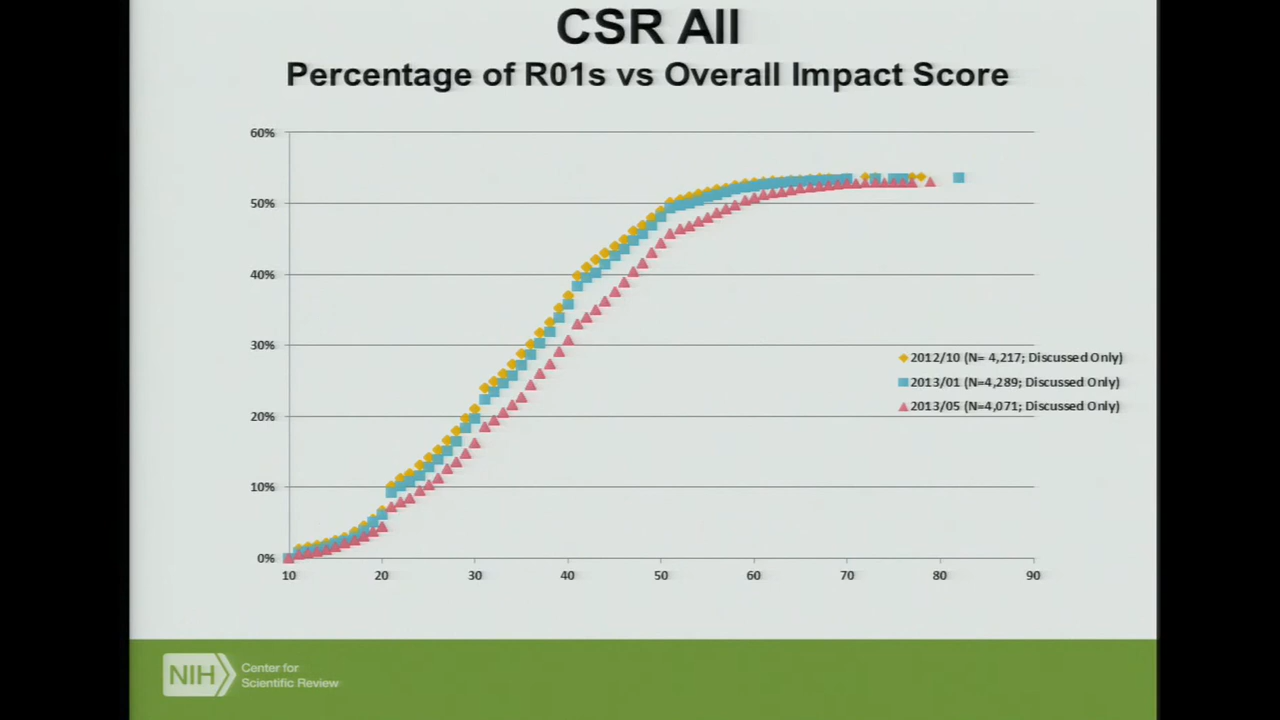 CSR All
Percentage of R01s vs Overall Impact Score
60%
50%
40%
30%
20%
10%
0%
10 20 30 40 50 60 70 80 90
2012/10 (N= 4,217; Discussed Only)
2013/01 (N=4,289; Discussed Only)
2013/05 (N=4,071; Discussed Only)
NIH
Center for
Scientific Review